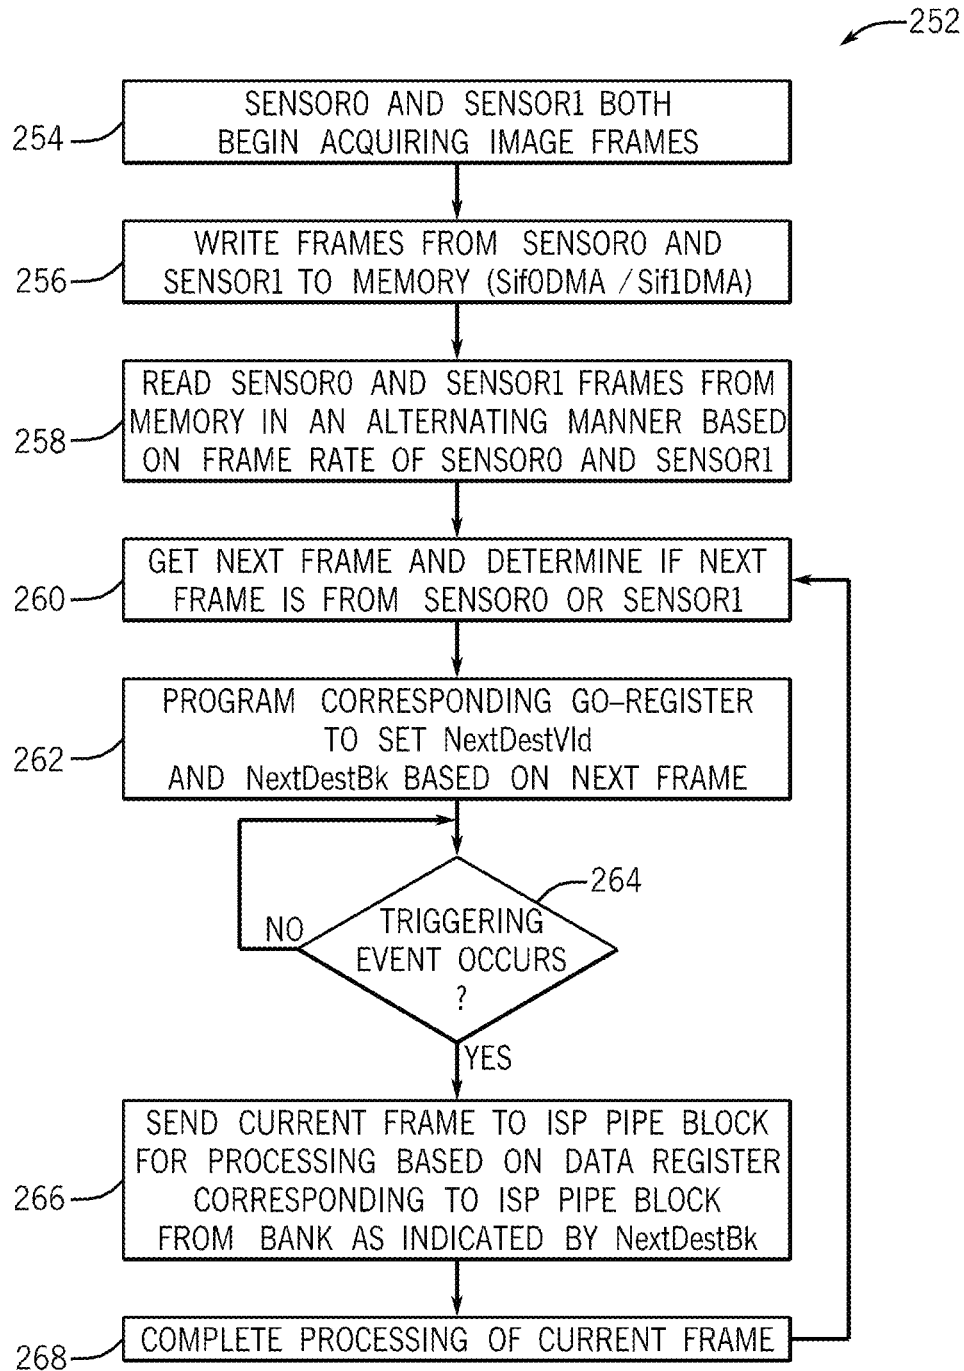 252
254
SENSOR0 AND SENSOR1 BOTH
BEGIN ACQUIRING IMAGE FRAMES
256
WRITE FRAMES FROM SENSOR0 AND
SENSOR1 TO MEMORY (Sif0DMA / Sif1DMA)
258
READ SENSOR0 AND SENSOR1 FRAMES FROM
MEMORY IN AN ALTERNATING MANNER BASED
ON FRAME RATE OF SENSOR0 AND SENSOR1
260
GET NEXT FRAME AND DETERMINE IF NEXT
FRAME IS FROM SENSOR0 OR SENSOR1
262
PROGRAM CORRESPONDING GO-REGISTER
TO SET NextDestVld
AND NextDestBk BASED ON NEXT FRAME
264
NO
TRIGGERING
EVENT OCCURS
?
YES
266
SEND CURRENT FRAME TO ISP PIPE BLOCK
FOR PROCESSING BASED ON DATA REGISTER
CORRESPONDING TO ISP PIPE BLOCK
FROM BANK AS INDICATED BY NextDestBk
268
COMPLETE PROCESSING OF CURRENT FRAME